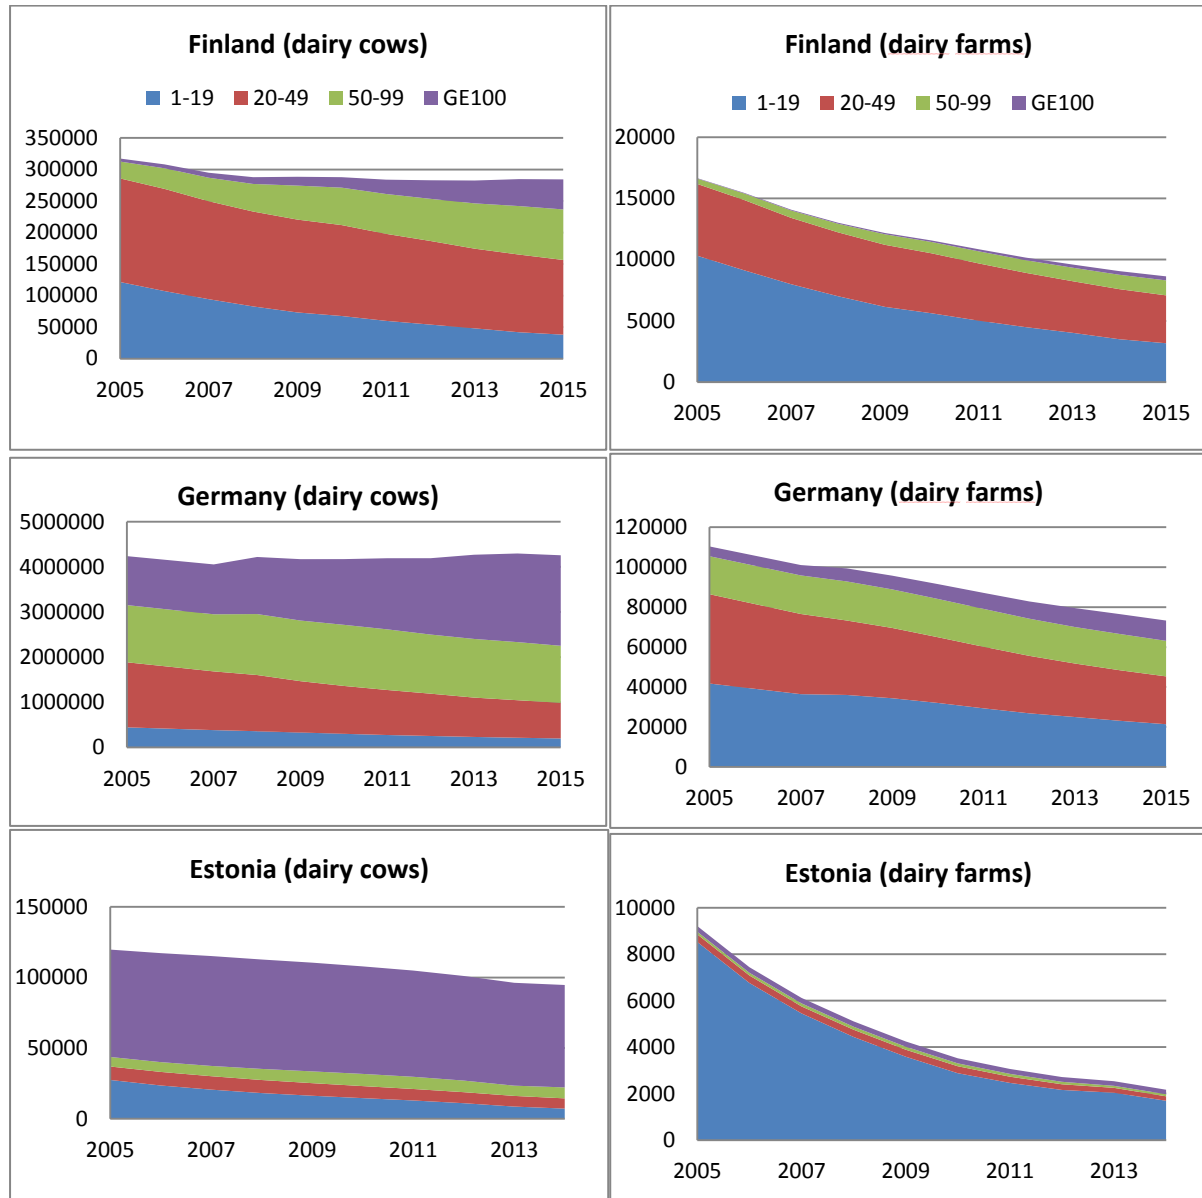 Finland (dairy cows)
1-19 20-49 50-99 GE100
350000
300000
250000
200000
150000
100000
50000
0
2005 2007 2009 2011 2013 2015
Finland (dairy farms)
1-19 20-49 50-99 GE100
20000
15000
10000
5000
0
2005 2007 2009 2011 2013 2015
Germany (dairy cows)
5000000
4000000
3000000
2000000
1000000
0
2005 2007 2009 2011 2013 2015
Germany (dairy farms)
120000
100000
80000
60000
40000
20000
0
2005 2007 2009 2011 2013 2015
Estonia (dairy cows)
150000
100000
50000
0
2005 2007 2009 2011 2013
Estonia (dairy farms)
10000
8000
6000
4000
2000
0
2005 2007 2009 2011 2013